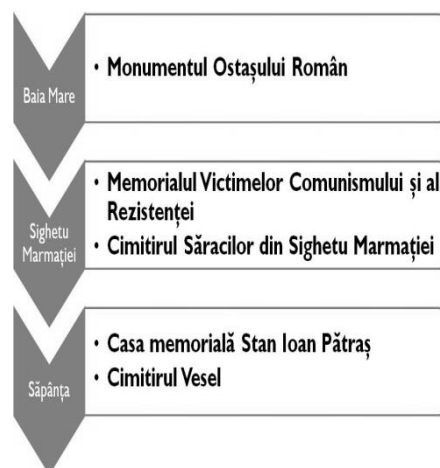 Baia Mare
• Monumentul Ostașului Român
Sighetu
Marmației
• Memorialul Victimelor Comunismului și al
Rezistenței
• Cimitirul Săracilor din Sighetu Marmației
Săpânța
• Casa memorială Stan Ioan Pătraș
• Cimitirul Vesel